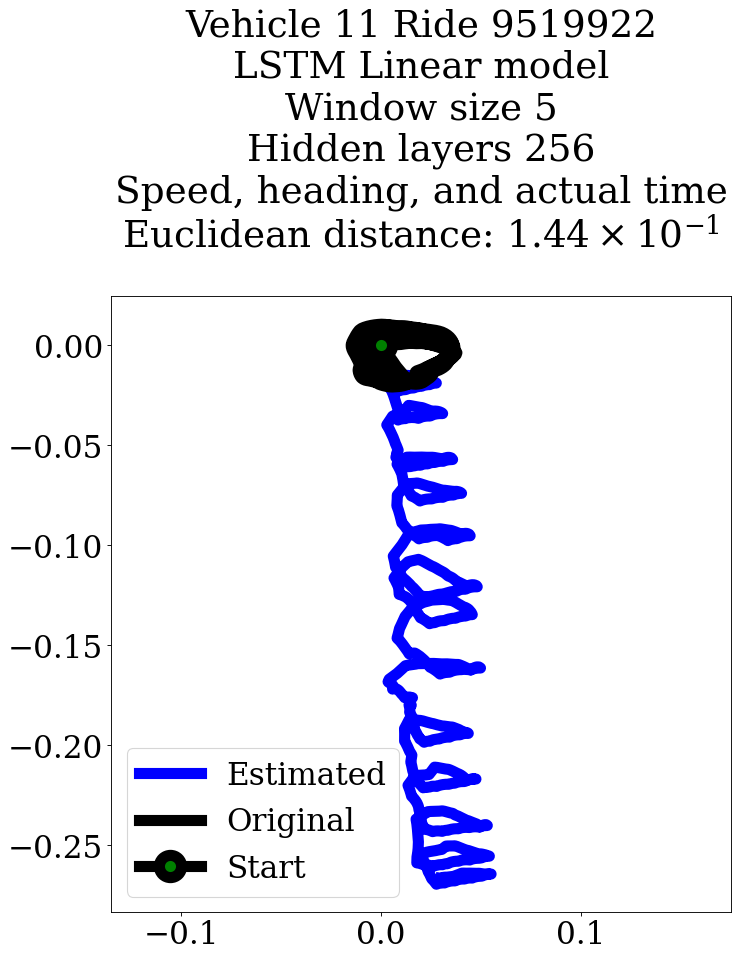 Vehicle 11 Ride 9519922
LSTM Linear model
Window size 5
Hidden layers 256
Speed, heading, and actual time
Euclidean distance: 1.44 × 10⁻¹
0.00
−0.05
−0.10
−0.15
−0.20
−0.25
Estimated
Original
Start
−0.1
0.0
0.1